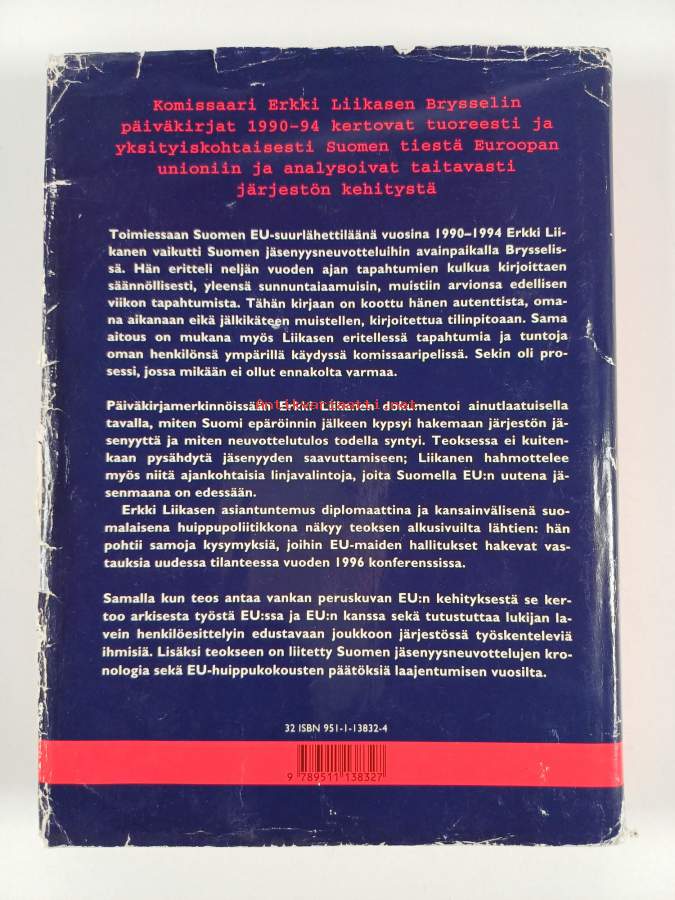 Komissaari Erkki Liikasen Brysselin
päiväkirjat 1990-94 kertovat tuoreesti ja
yksityiskohtaisesti Suomen tiestä Euroopan
unioniin ja analysoivat taitavasti
järjestön kehitystä
Toimiessaan Suomen EU-suurlähettiläänä vuosina 1990–1994 Erkki Lii-
kanen vaikutti Suomen jäsenyysneuvotteluihin avainpaikalla Brysselis-
sä. Hän eritteli neljän vuoden ajan tapahtumien kulkua kirjoittaen
säännöllisesti, yleensä sunnuntaiaamuisin, muistiin arvionsa edellisen
viikon tapahtumista. Tähän kirjaan on koottu hänen autenttista, oma-
na aikanaan eikä jälkikäteen muistellen, kirjoitettua tilinpitoaan. Sama
aitous on mukana myös Liikasen eritellessä tapahtumia ja tuntoja
oman henkilönsä ympärillä käydyssä komissaaripelissä. Sekin oli pro-
sessi, jossa mikään ei ollut ennakolta varmaa.
Päiväkirjamerkinnöissään Erkki Liikanen dokumentoi ainutlaatuisella
tavalla, miten Suomi epäröinnin jälkeen kypsyi hakemaan järjestön jä-
senyyttä ja miten neuvottelutulos todella syntyi. Teoksessa ei kuiten-
kaan pysähdytä jäsenyyden saavuttamiseen; Liikanen hahmottelee
myös niitä ajankohtaisia linjavalintoja, joita Suomella EU:n uutena jä-
senmaana on edessään.
Erkki Liikasen asiantuntemus diplomaattina ja kansainvälisenä suo-
malaisena huippupoliitikkona näkyy teoksen alkusivuilta lähtien: hän
pohtii samoja kysymyksiä, joihin EU-maiden hallitukset hakevat vas-
tauksia uudessa tilanteessa vuoden 1996 konferenssissa.
Samalla kun teos antaa vankan peruskuvan EU:n kehityksestä se ker-
too arkisesta työstä EU:ssa ja EU:n kanssa sekä tutustuttaa lukijan la-
vein henkilöesittelyin edustavaan joukkoon järjestössä työskenteleviä
ihmisiä. Lisäksi teokseen on liitetty Suomen jäsenyysneuvottelujen kro-
nologia sekä EU-huippukokousten päätöksiä laajentumisen vuosilta.
32 ISBN 951-1-13832-4
9 789511 138327
Antikvariaatti.net